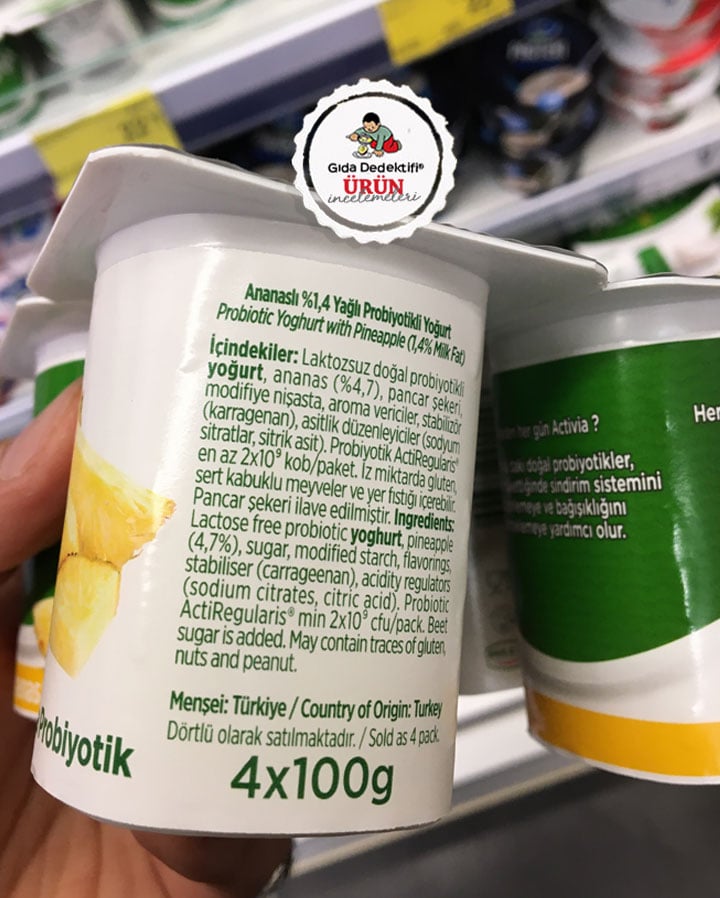 Gıda Dedektifi®
ÜRÜN
incelemeleri
Ananaslı %1,4 Yağlı Probiyotikli Yoğurt
Probiotic Yoghurt with Pineapple (1,4% Milk Fat)
İçindekiler: Laktozsuz doğal probiyotikli
yoğurt, ananas (%4,7), pancar şekeri,
modifiye nişasta, aroma vericiler, stabilizör
(karragenan), asitlik düzenleyiciler (sodyum
sitratlar, sitrik asit). Probiyotik ActiRegularis®
en az 2x10⁹ kob/paket. İz miktarda gluten,
sert kabuklu meyveler ve yer fıstığı içerebilir.
Pancar şekeri ilave edilmiştir. Ingredients:
Lactose free probiotic yoghurt, pineapple
(4,7%), sugar, modified starch, flavorings,
stabiliser (carrageenan), acidity regulators
(sodium citrates, citric acid). Probiotic
ActiRegularis® min 2x10⁹ cfu/pack. Beet
sugar is added. May contain traces of gluten,
nuts and peanut.
Menşei: Türkiye / Country of Origin: Turkey
Dörtlü olarak satılmaktadır. / Sold as 4 pack.
4x100g
Probiyotik
her gün Activia ?
doğal probiyotikler,
sindirim sistemini
ve bağışıklığını
yardımcı olur.
Her